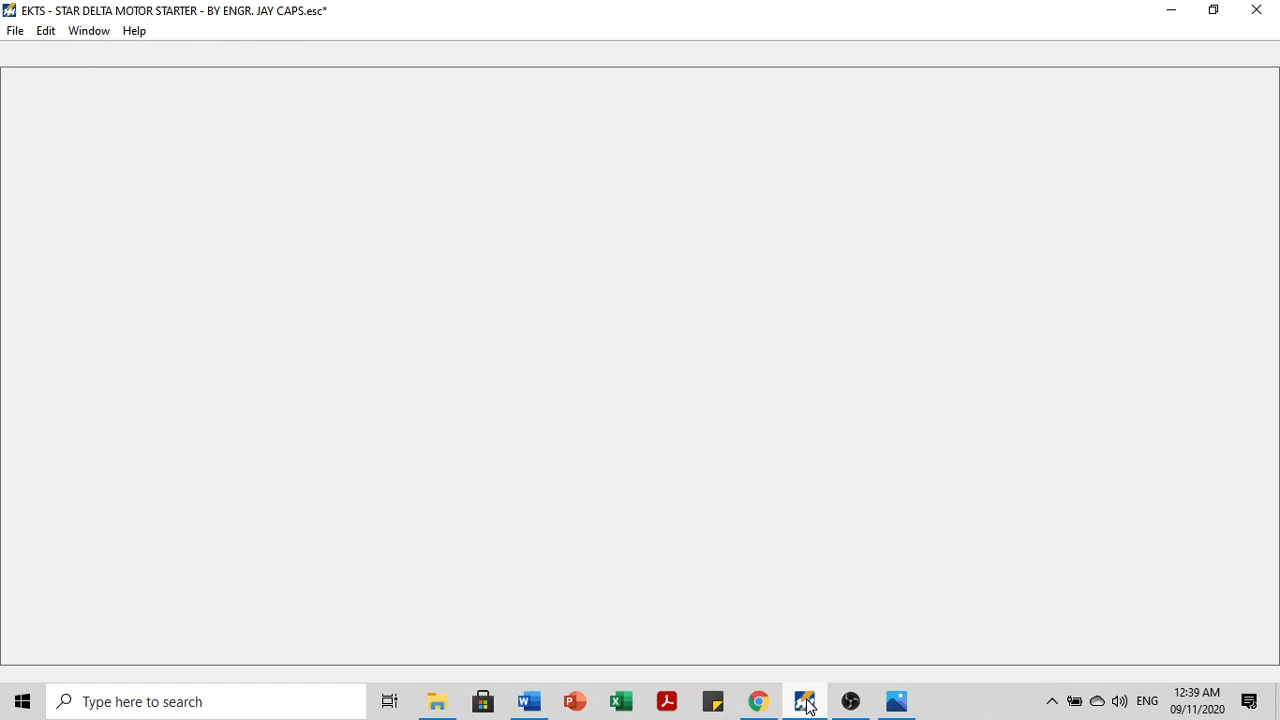 EKTS - STAR DELTA MOTOR STARTER - BY ENGR. JAY CAPS.esc*
File Edit Window Help
Type here to search
ENG
12:39 AM
09/11/2020